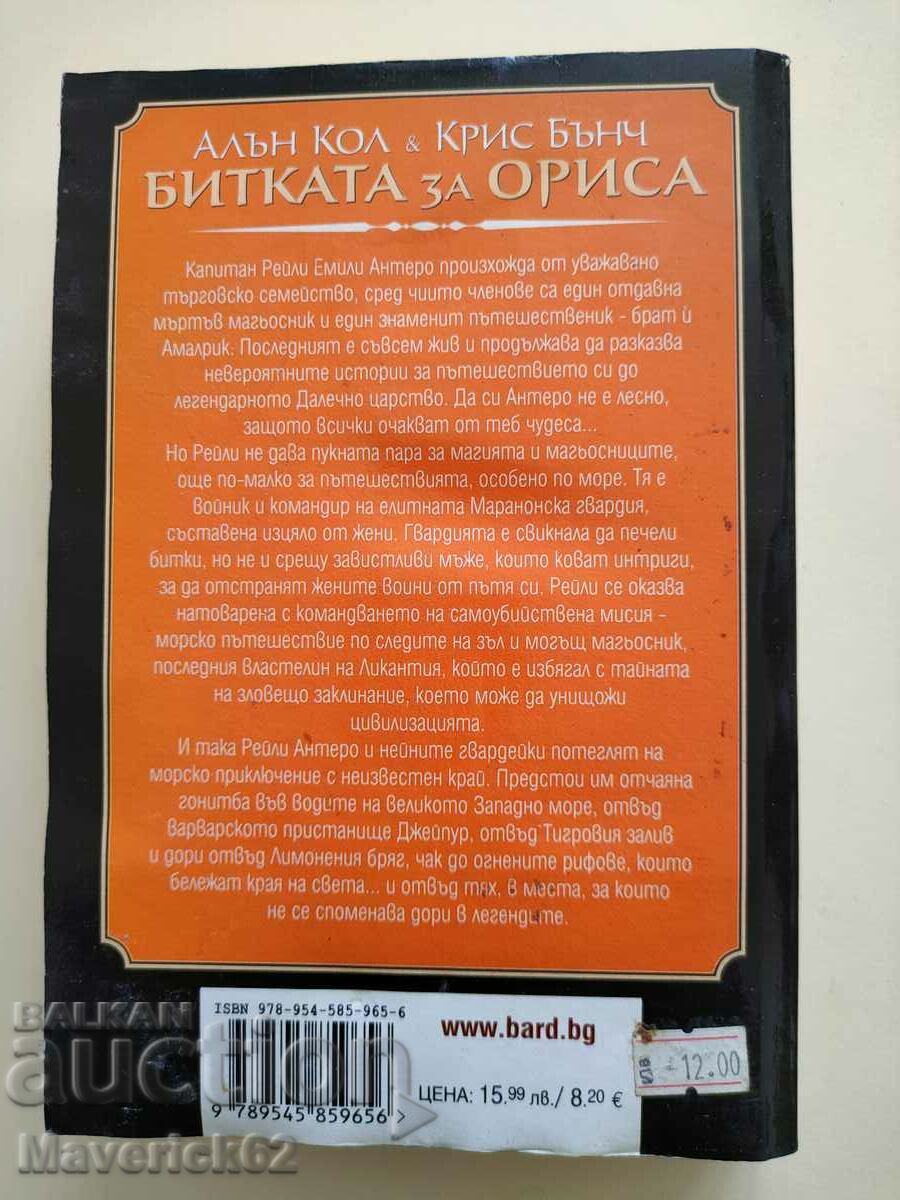 Алън Кол & Крис Бънч
БИТКАТА ЗА ОРИСА
Капитан Рейли Емили Антеро произхожда от уважавано
търговско семейство, сред чиито членове са един отдавна
мъртъв магьосник и един знаменит пътешественик - брат ѝ
Амалрик. Последният е съвсем жив и продължава да разказва
невероятните истории за пътешествието си до
легендарното Далечно царство. Да си Антеро не е лесно,
защото всички очакват от теб чудеса...
Но Рейли не дава пукната пара за магията и магьосниците,
още по-малко за пътешествията, особено по море. Тя е
войник и командир на елитната Маранонска гвардия,
съставена изцяло от жени. Гвардията е свикнала да печели
битки, но не и срещу завистливи мъже, които коват интриги,
за да отстранят жените воини от пътя си. Рейли се оказва
натоварена с командването на самоубийствена мисия -
морско пътешествие по следите на зъл и могъщ магьосник,
последния властелин на Ликантия, който е избягал с тайната
на зловещо заклинание, което може да унищожи
цивилизацията.
И така Рейли Антеро и нейните гвардейки потеглят на
морско приключение с неизвестен край. Предстои им отчаяна
гонитба във водите на великото Западно море, отвъд
варварското пристанище Джейпур, отвъд Тигровия залив
и дори отвъд Лимонения бряг, чак до огнените рифове, които
бележат края на света... и отвъд тях, в места, за които
не се споменава дори в легендите.
ISBN 978-954-585-965-6
www.bard.bg
ЦЕНА: 15.99 лв./ 8.20 €
9 789545 859656 >
лв 12.00
BALKAN
auction
Maverick62